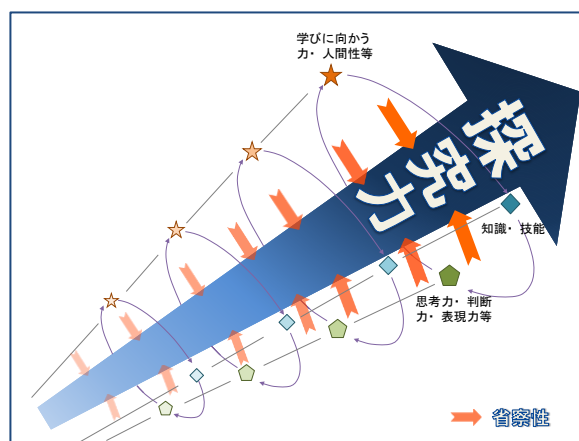 学びに向かう
力・人間性等
探究力
知識・技能
思考力・判断
力・表現力等
省察性